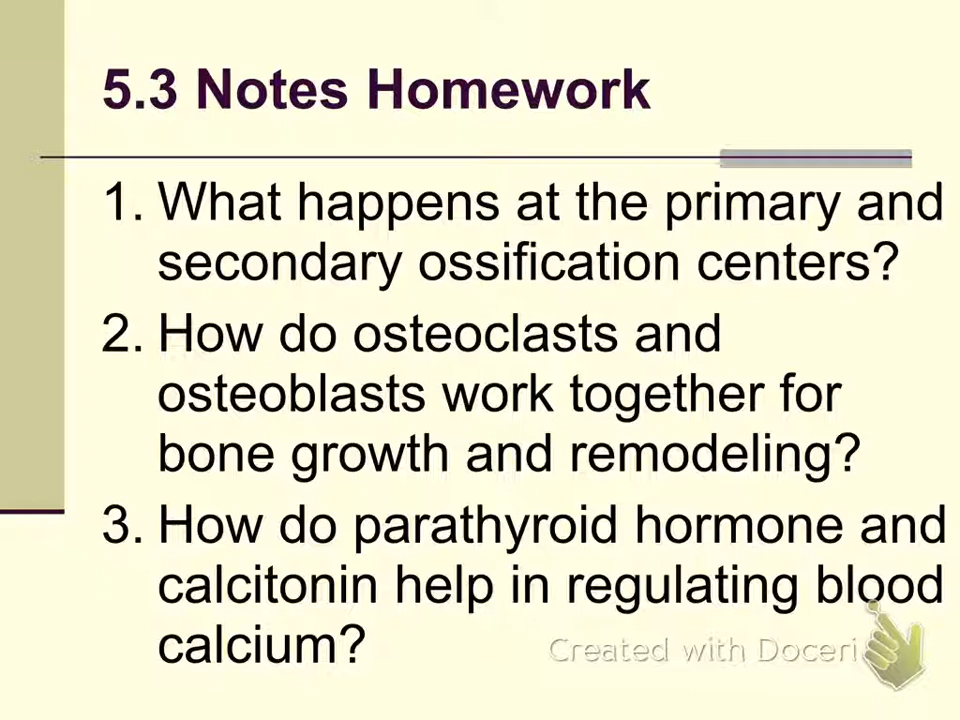 5.3 Notes Homework
1. What happens at the primary and
secondary ossification centers?
2. How do osteoclasts and
osteoblasts work together for
bone growth and remodeling?
3. How do parathyroid hormone and
calcitonin help in regulating blood
calcium?
Created with Doceri